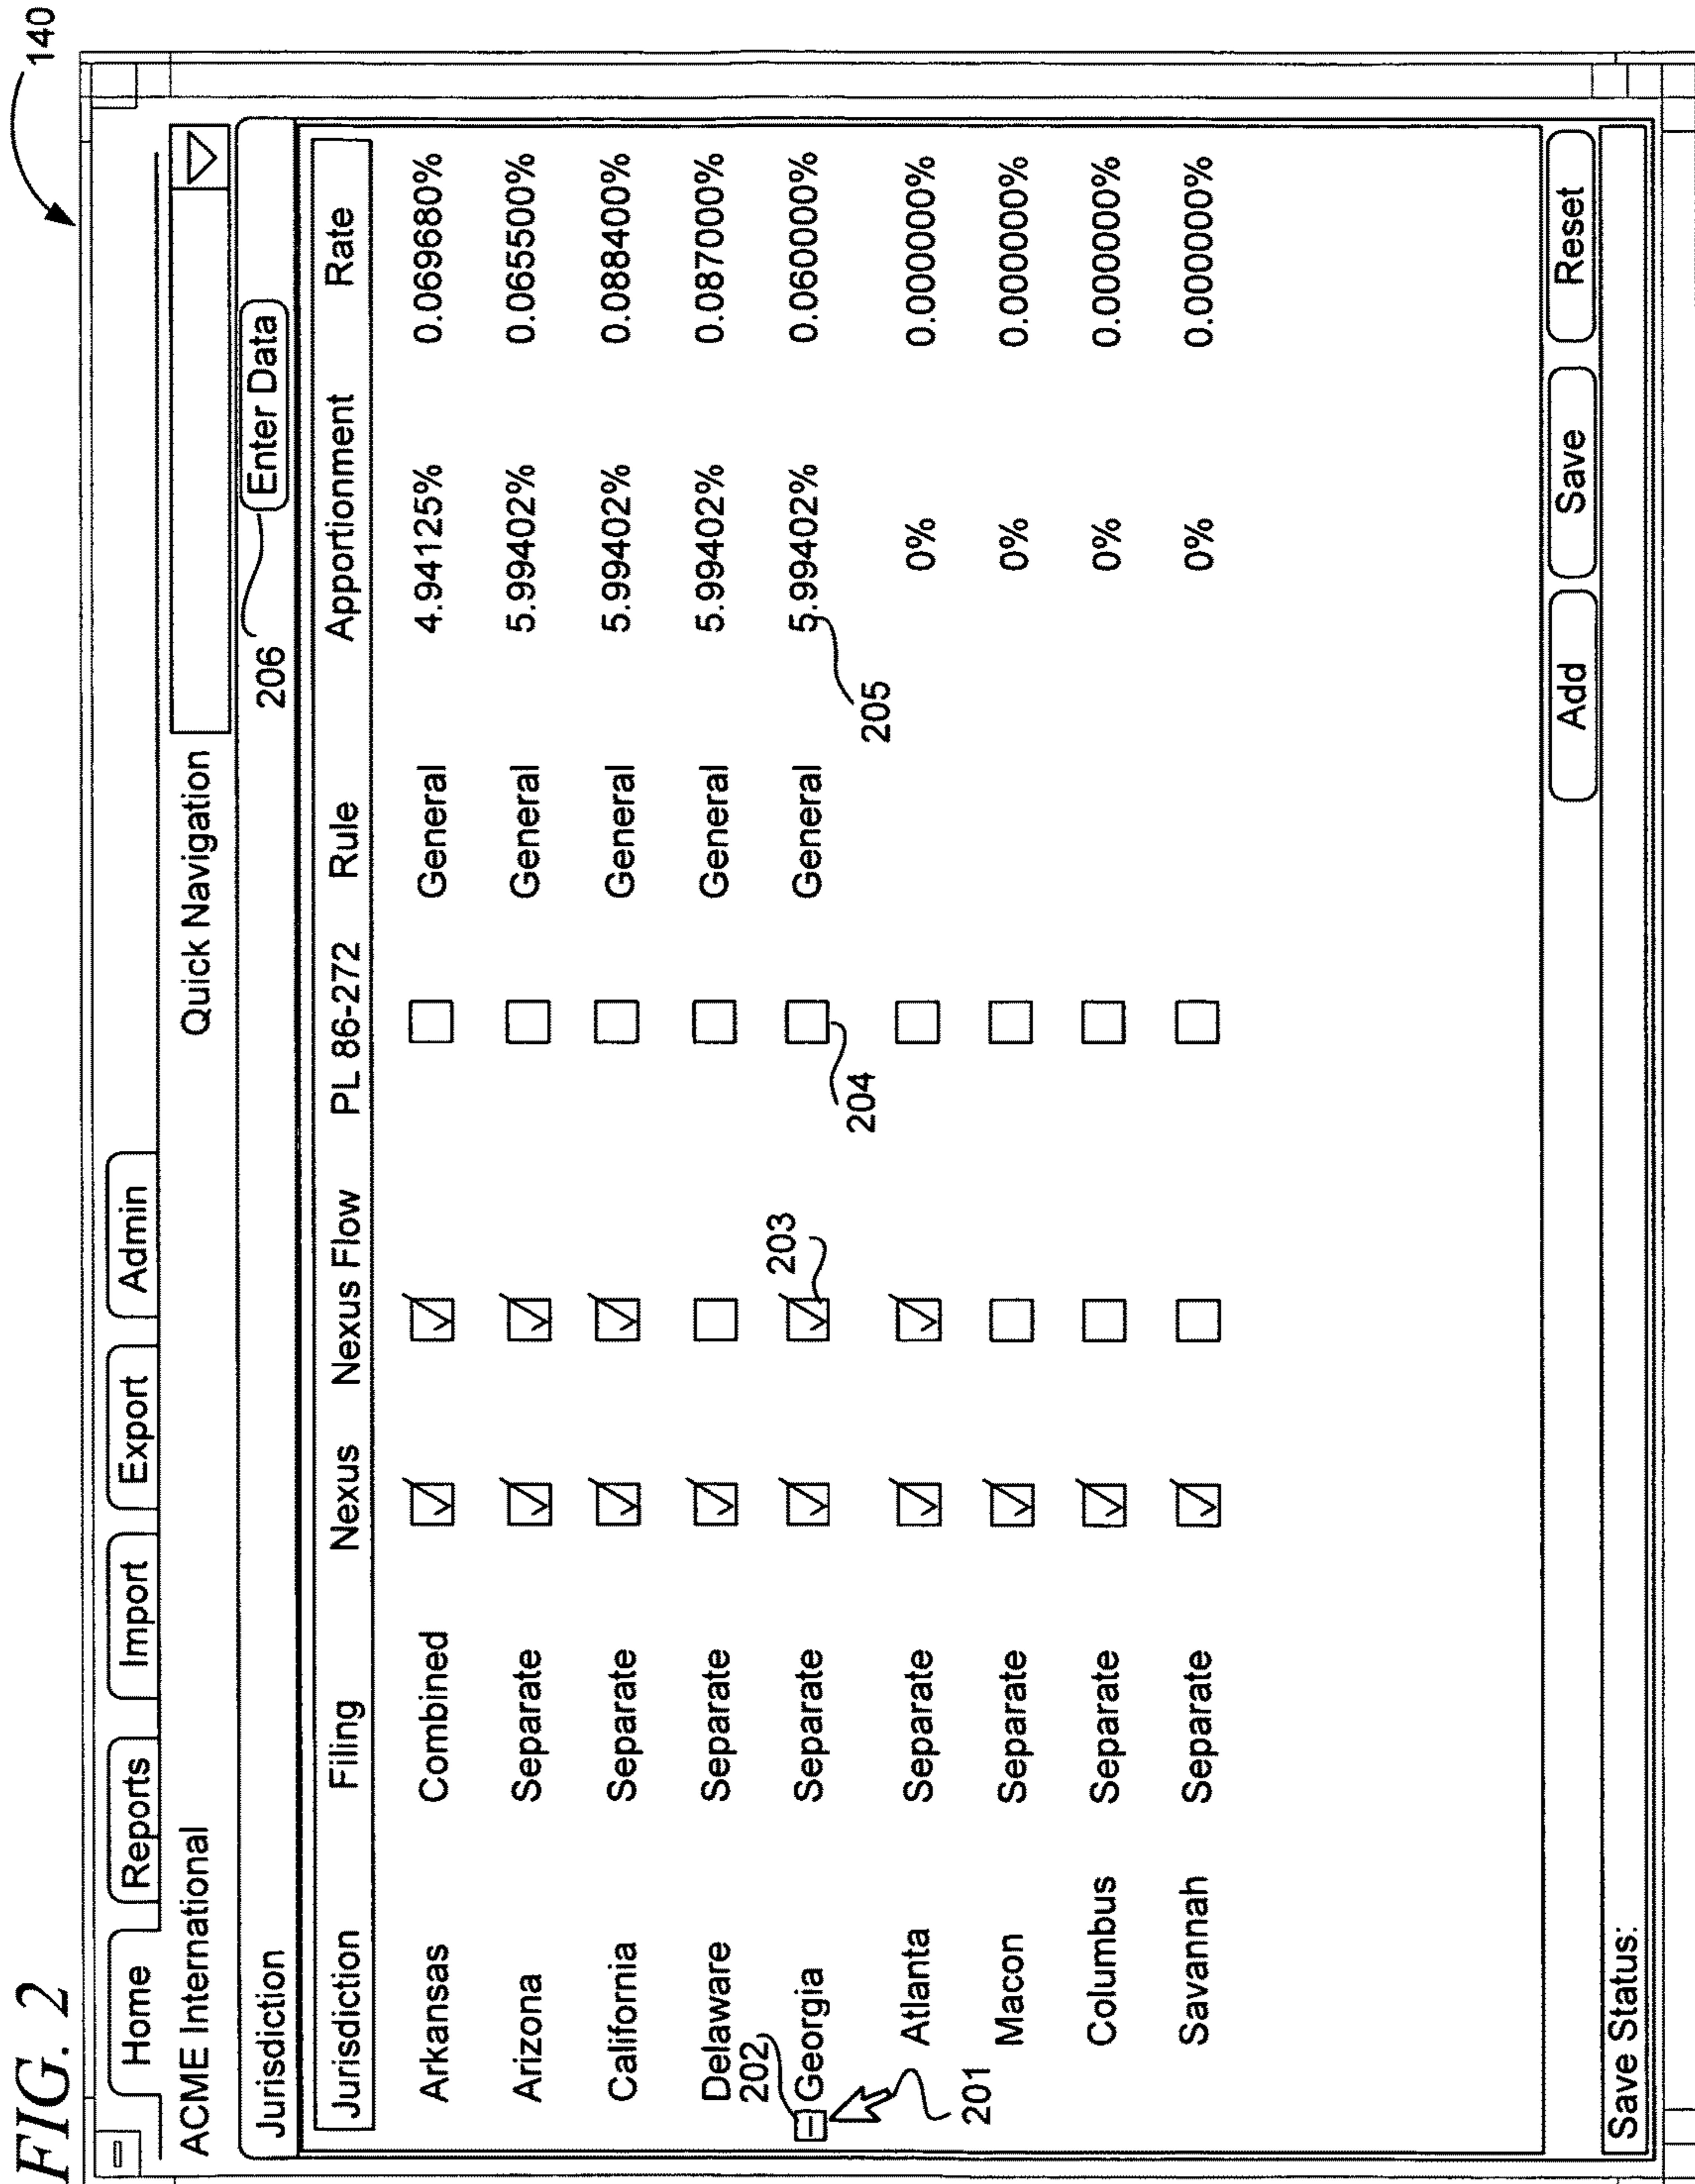 FIG. 2
140
Home Reports Import Export Admin
ACME International Quick Navigation
Jurisdiction 206 Enter Data
Jurisdiction Filing Nexus Nexus Flow PL 86-272 Rule Apportionment Rate
Arkansas Combined General 4.94125% 0.069680%
Arizona Separate General 5.99402% 0.065500%
California Separate General 5.99402% 0.088400%
Delaware Separate General 5.99402% 0.087000%
202 203
Georgia Separate General 5.99402% 0.060000%
204 205
Atlanta Separate 0% 0.000000%
201
Macon Separate 0% 0.000000%
Columbus Separate 0% 0.000000%
Savannah Separate 0% 0.000000%
Add Save Reset
Save Status: